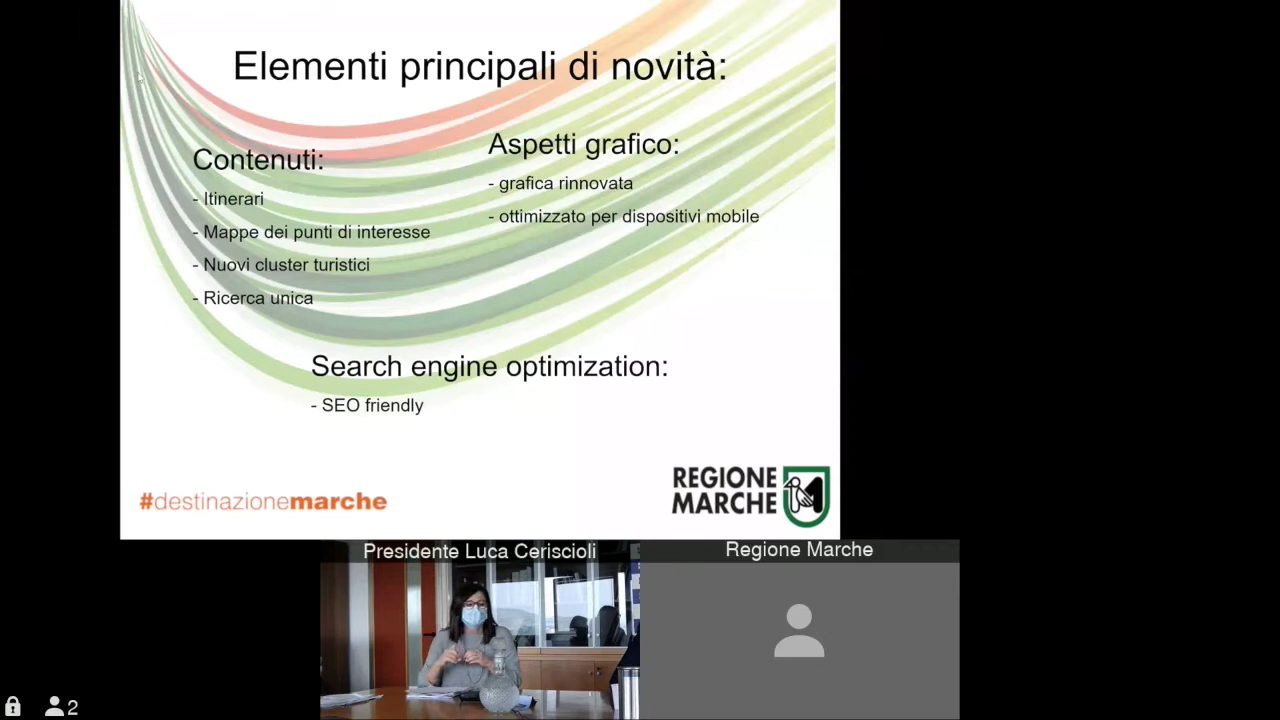 Elementi principali di novità:
Contenuti:
- Itinerari
- Mappe dei punti di interesse
- Nuovi cluster turistici
- Ricerca unica
Aspetti grafico:
- grafica rinnovata
- ottimizzato per dispositivi mobile
Search engine optimization:
- SEO friendly
#destinazionemarche
REGIONE
MARCHE
Presidente Luca Ceriscioli
Regione Marche
2